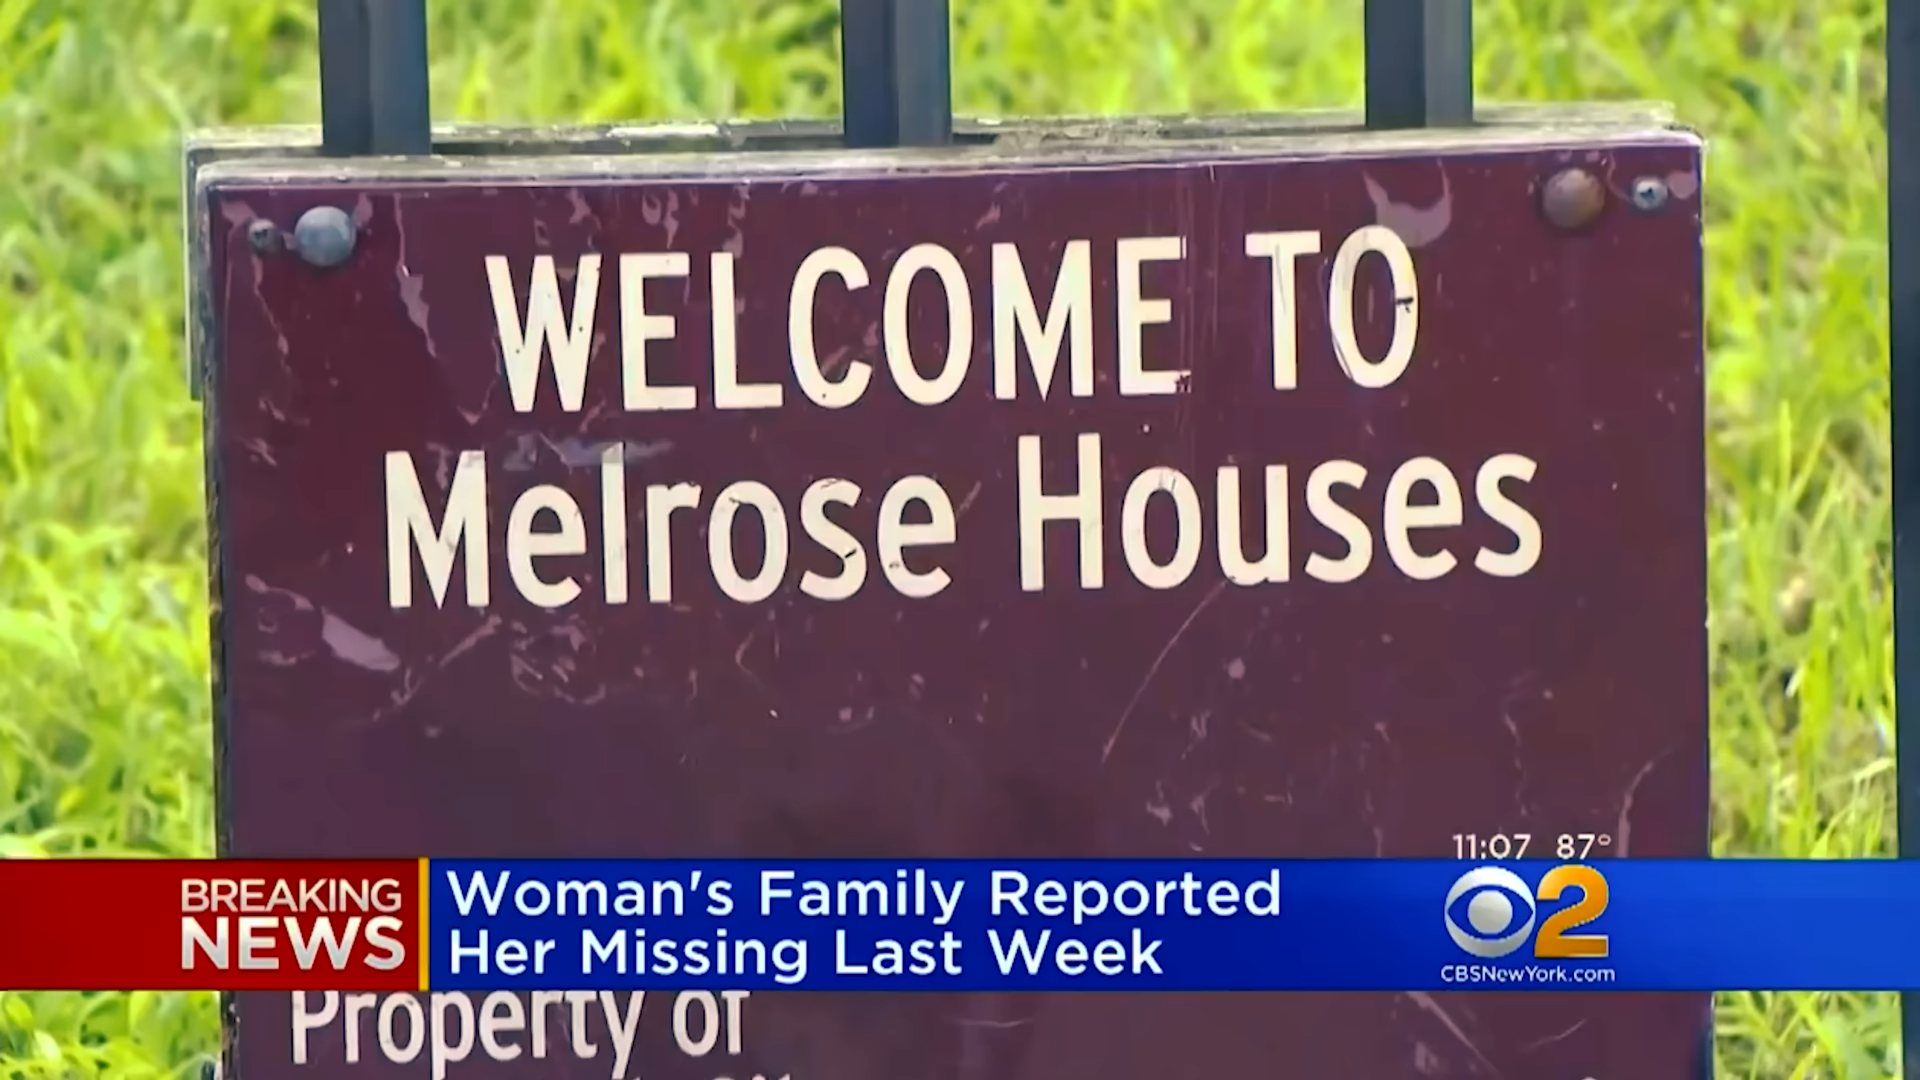 WELCOME TO
Melrose Houses
11:07 87°
BREAKING
NEWS
Woman's Family Reported
Her Missing Last Week
2
CBSNewYork.com
Property of